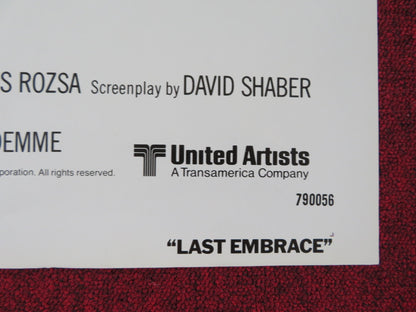 S ROZSA Screenplay by DAVID SHABER
DEMME
poration. All rights reserved.
United Artists
A Transamerica Company
790056
"LAST EMBRACE"